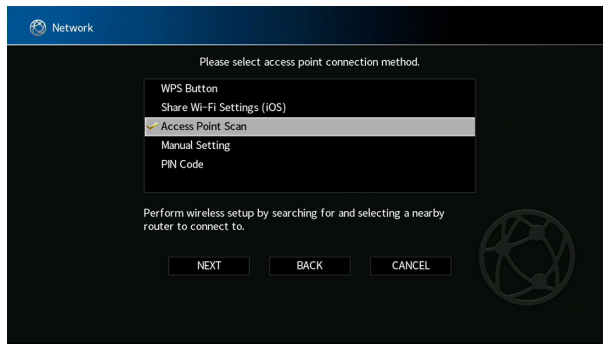 Network
Please select access point connection method.
WPS Button
Share Wi-Fi Settings (iOS)
Access Point Scan
Manual Setting
PIN Code
Perform wireless setup by searching for and selecting a nearby
router to connect to.
NEXT BACK CANCEL